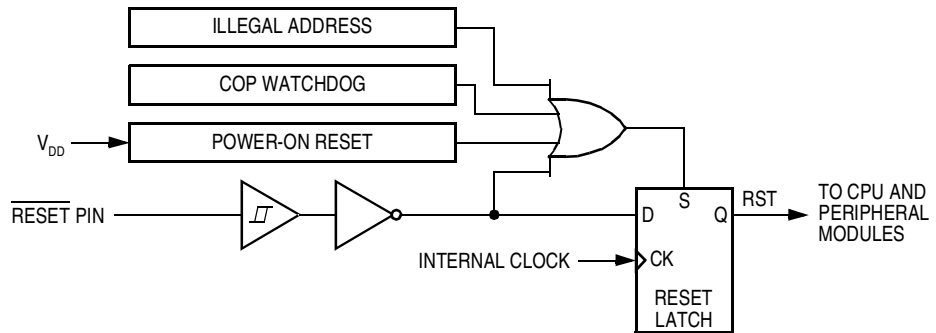 ILLEGAL ADDRESS
COP WATCHDOG
V_DD
POWER-ON RESET
RESET PIN
D
S
Q
RST
TO CPU AND
PERIPHERAL
MODULES
INTERNAL CLOCK
CK
RESET
LATCH